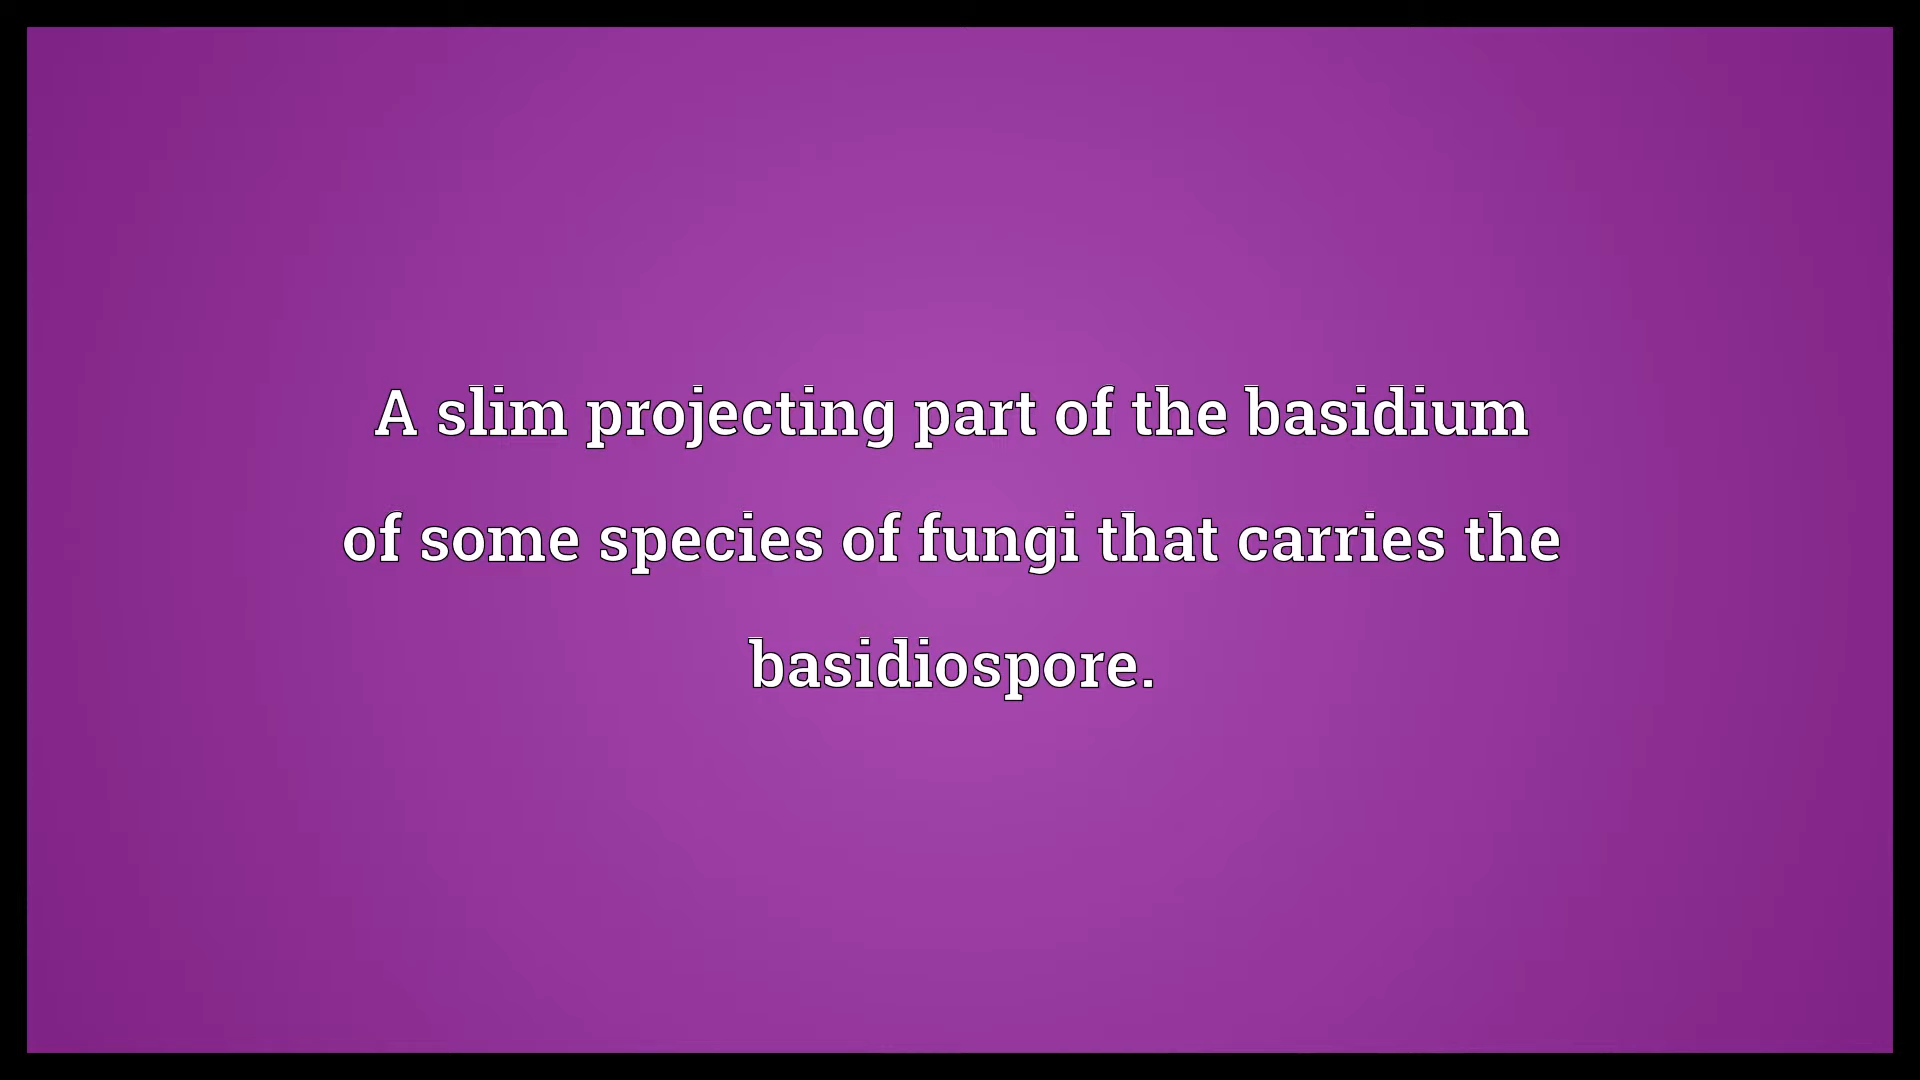 A slim projecting part of the basidium
of some species of fungi that carries the
basidiospore.